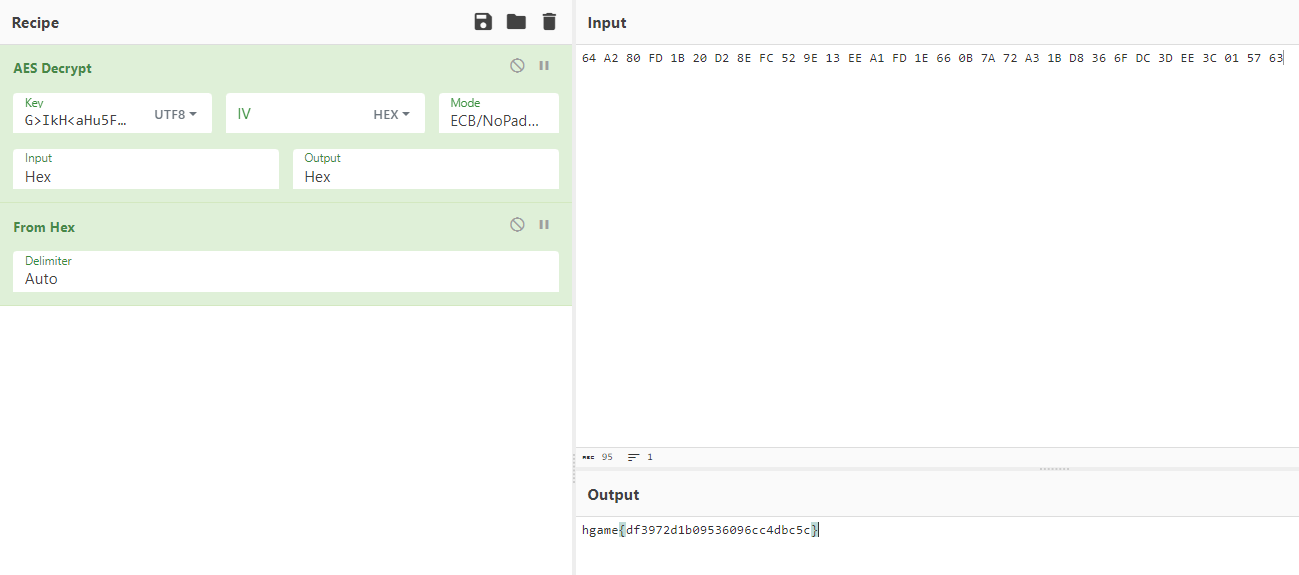 Recipe
AES Decrypt
Key
G>IkH<aHu5F…
UTF8
IV
HEX
Mode
ECB/NoPad…
Input
Hex
Output
Hex
From Hex
Delimiter
Auto
Input
64 A2 80 FD 1B 20 D2 8E FC 52 9E 13 EE A1 FD 1E 66 0B 7A 72 A3 1B D8 36 6F DC 3D EE 3C 01 57 63
REC 95 1
Output
hgame{df3972d1b09536096cc4dbc5c}